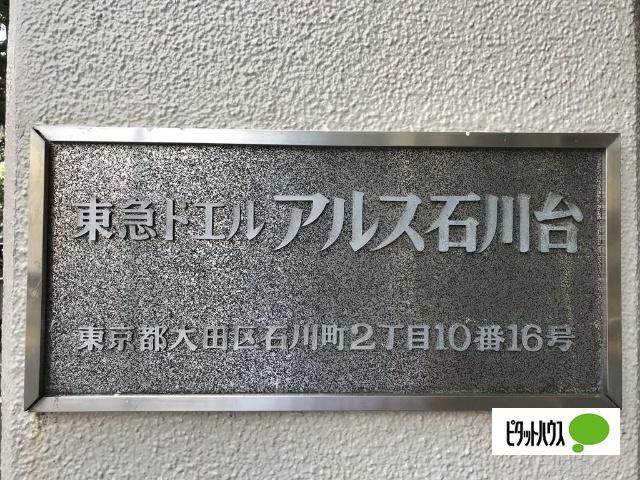 東急ドエル アルス石川台
東京都大田区石川町2丁目10番16号
ピタットハウス